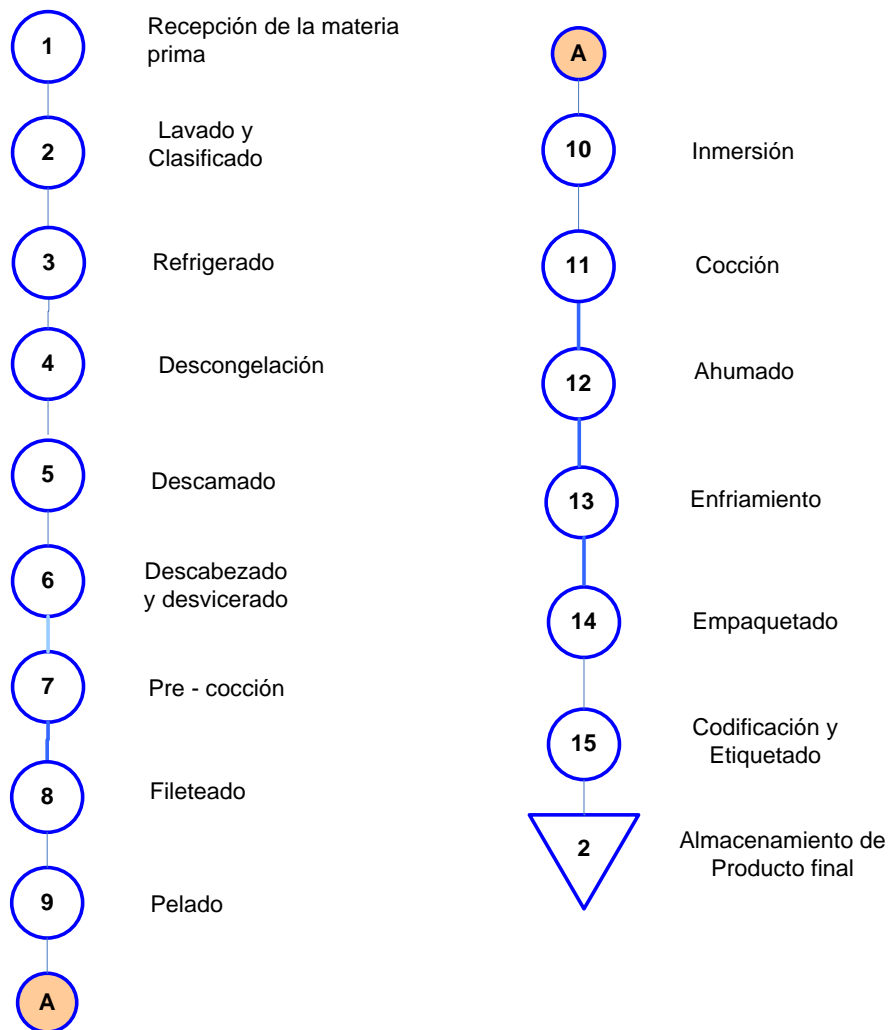 1
Recepción de la materia
prima
2
Lavado y
Clasificado
3
Refrigerado
4
Descongelación
5
Descamado
6
Descabezado
y desvicerado
7
Pre - cocción
8
Fileteado
9
Pelado
A
A
10
Inmersión
11
Cocción
12
Ahumado
13
Enfriamiento
14
Empaquetado
15
Codificación y
Etiquetado
2
Almacenamiento de
Producto final